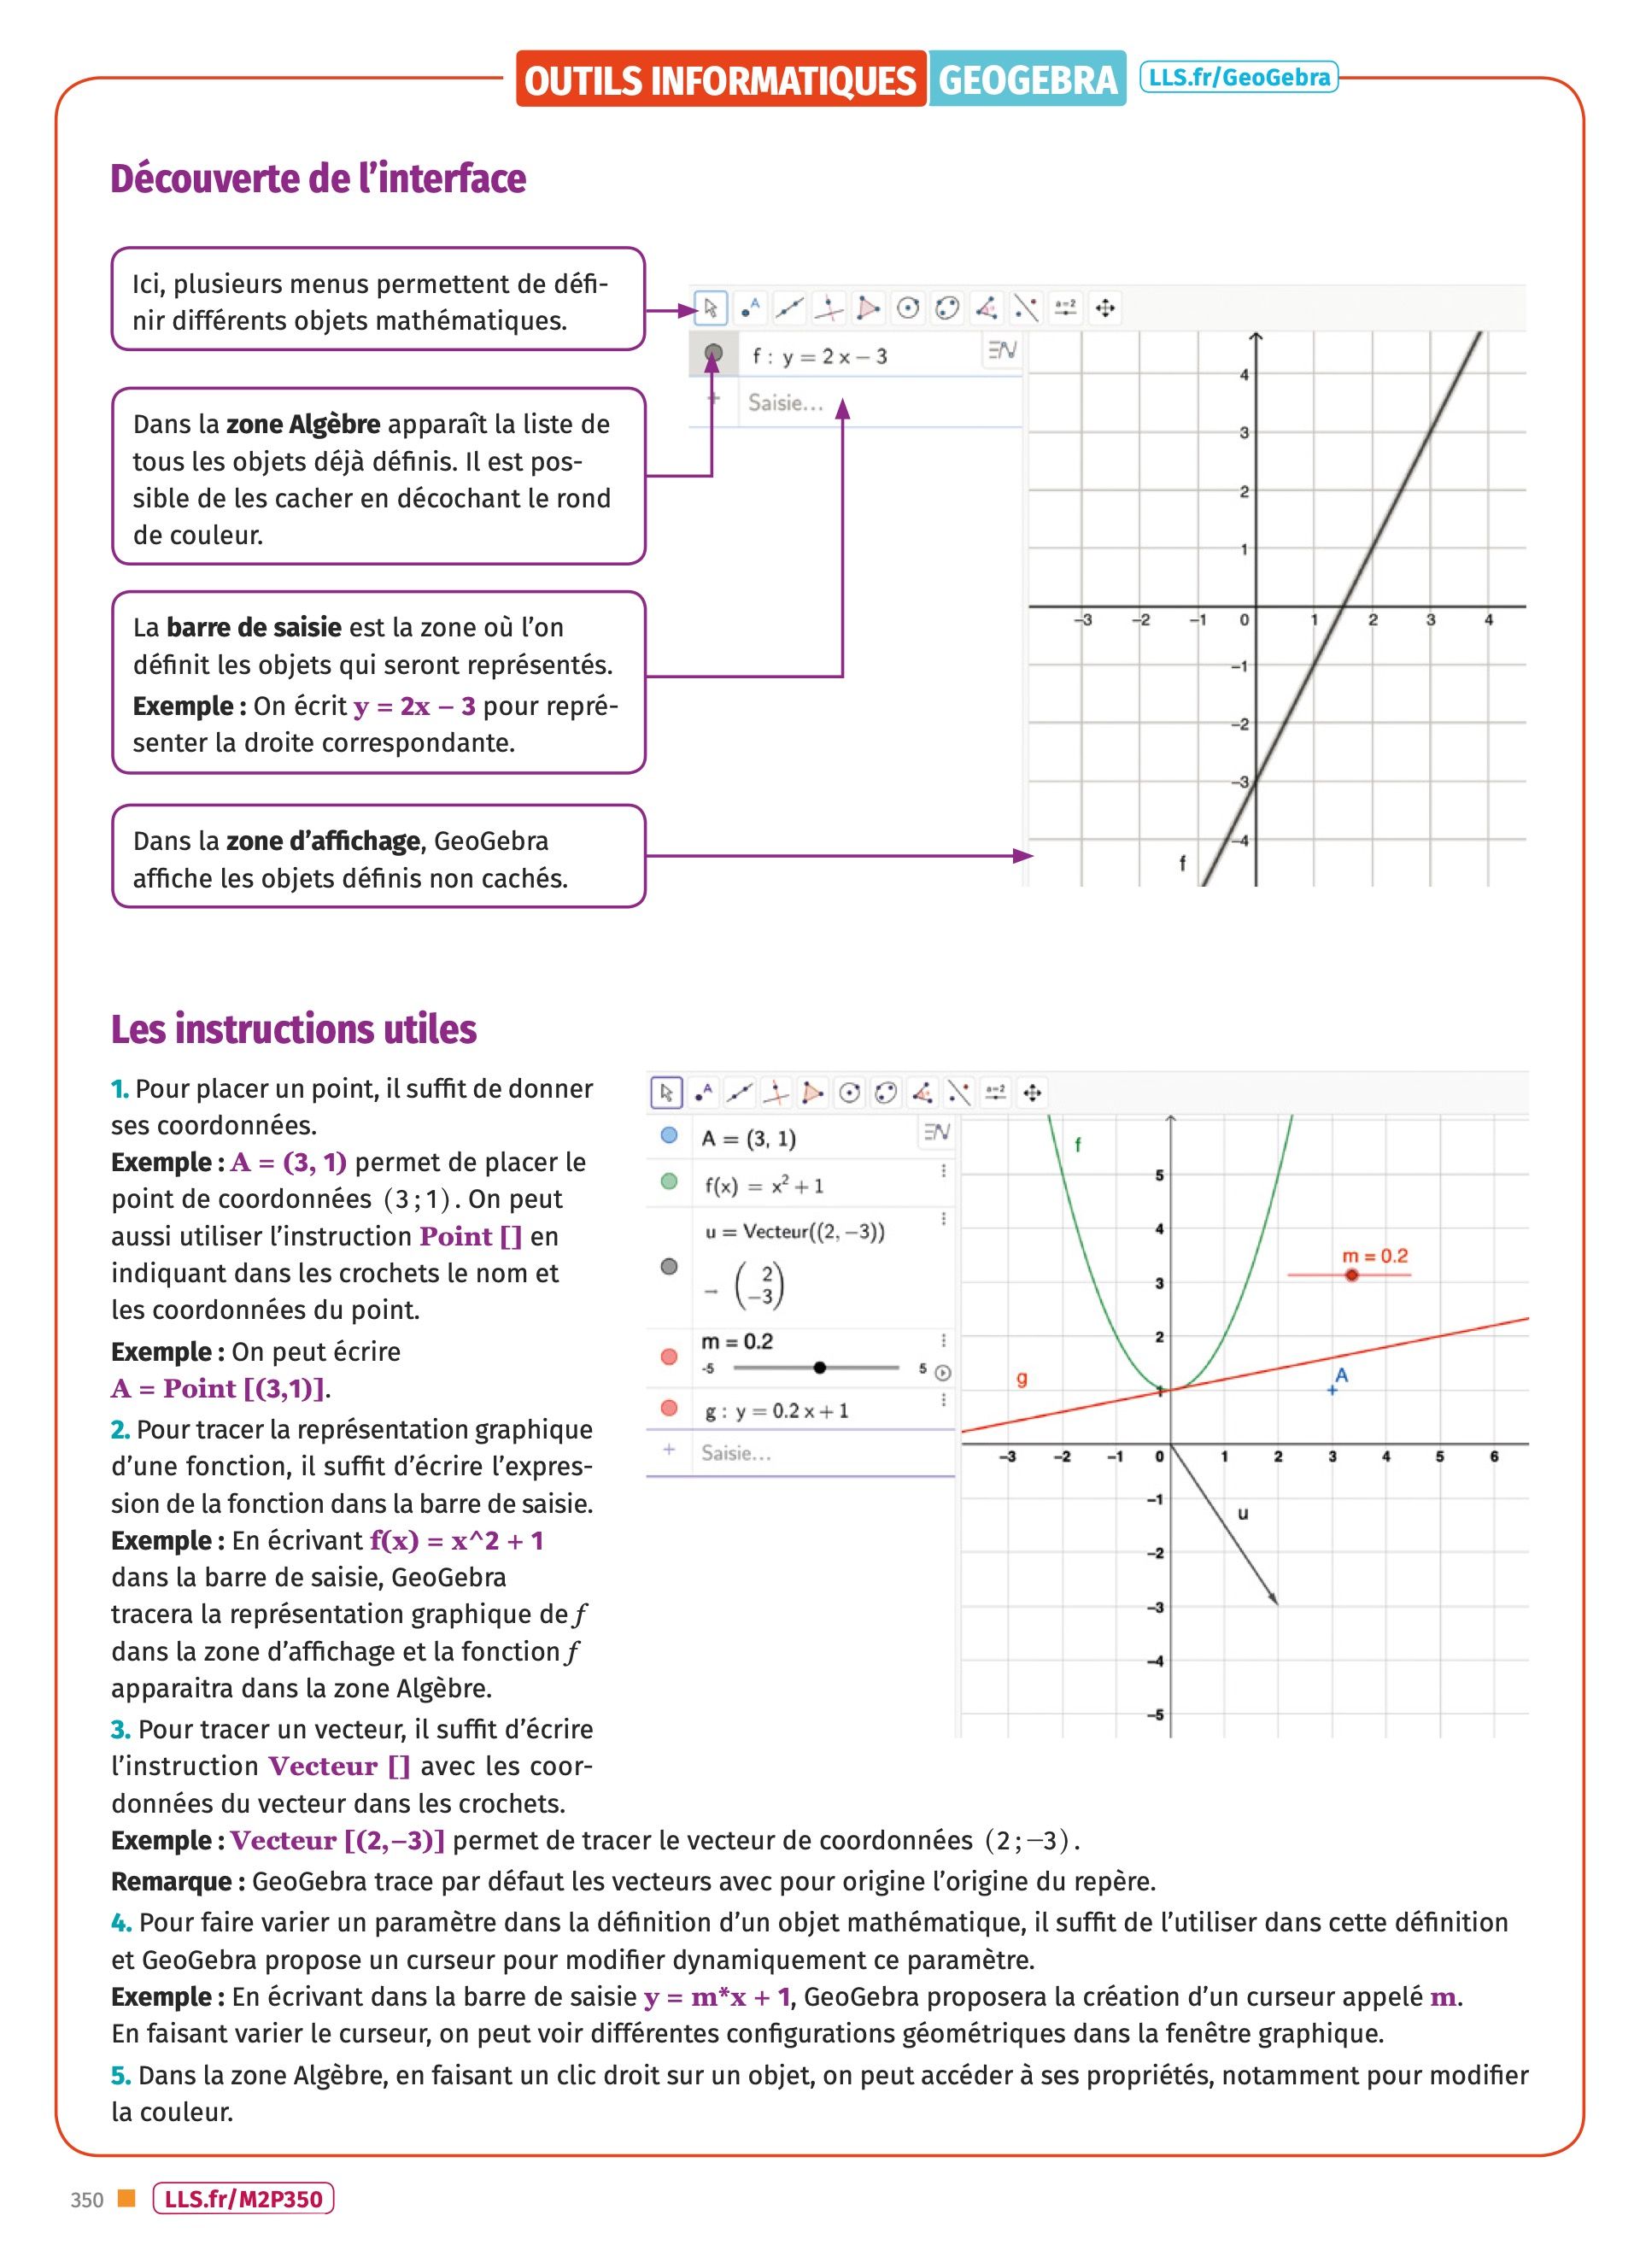 OUTILS INFORMATIQUES GEOGEBRA LLS.fr/GeoGebra
Découverte de l’interface
Ici, plusieurs menus permettent de défi-
nir différents objets mathématiques.
Dans la zone Algèbre apparaît la liste de
tous les objets déjà définis. Il est pos-
sible de les cacher en décochant le rond
de couleur.
La barre de saisie est la zone où l’on
définit les objets qui seront représentés.
Exemple : On écrit y = 2x – 3 pour repré-
senter la droite correspondante.
Dans la zone d’affichage, GeoGebra
affiche les objets définis non cachés.
A
a=2
f : y = 2 x – 3
+ Saisie...
4
3
2
1
–3 –2 –1 0 1 2 3 4
–1
–2
–3
–4
f
Les instructions utiles
1. Pour placer un point, il suffit de donner
ses coordonnées.
Exemple : A = (3, 1) permet de placer le
point de coordonnées (3 ; 1). On peut
aussi utiliser l’instruction Point [] en
indiquant dans les crochets le nom et
les coordonnées du point.
Exemple : On peut écrire
A = Point [(3,1)].
2. Pour tracer la représentation graphique
d’une fonction, il suffit d’écrire l’expres-
sion de la fonction dans la barre de saisie.
Exemple : En écrivant f(x) = x^2 + 1
dans la barre de saisie, GeoGebra
tracera la représentation graphique de f
dans la zone d’affichage et la fonction f
apparaitra dans la zone Algèbre.
3. Pour tracer un vecteur, il suffit d’écrire
l’instruction Vecteur [] avec les coor-
données du vecteur dans les crochets.
A
a=2
A = (3, 1)
f(x) = x² + 1
u = Vecteur((2, –3))
→ ( 2
–3 )
m = 0.2
-5 5
g : y = 0.2 x + 1
+ Saisie...
f
5
4
m = 0.2
3
2
g
A
1
–3 –2 –1 0 1 2 3 4 5 6
–1
u
–2
–3
–4
–5
Exemple : Vecteur [(2,–3)] permet de tracer le vecteur de coordonnées (2 ; –3).
Remarque : GeoGebra trace par défaut les vecteurs avec pour origine l’origine du repère.
4. Pour faire varier un paramètre dans la définition d’un objet mathématique, il suffit de l’utiliser dans cette définition
et GeoGebra propose un curseur pour modifier dynamiquement ce paramètre.
Exemple : En écrivant dans la barre de saisie y = m*x + 1, GeoGebra proposera la création d’un curseur appelé m.
En faisant varier le curseur, on peut voir différentes configurations géométriques dans la fenêtre graphique.
5. Dans la zone Algèbre, en faisant un clic droit sur un objet, on peut accéder à ses propriétés, notamment pour modifier
la couleur.
350 LLS.fr/M2P350